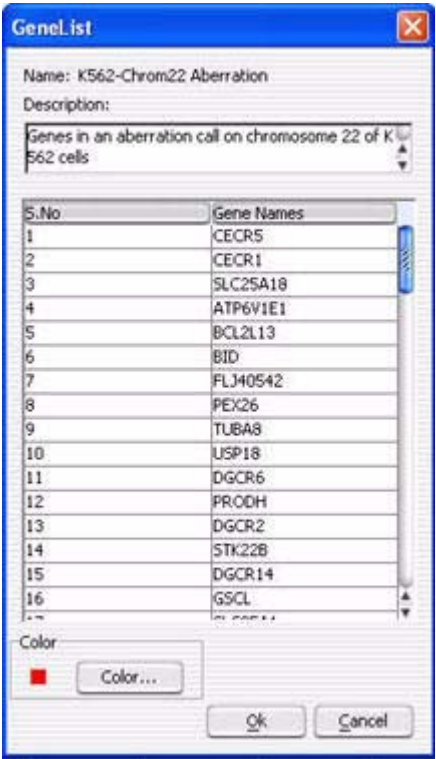 GeneList
Name: K562-Chrom22 Aberration
Description:
Genes in an aberration call on chromosome 22 of K
562 cells
S.No Gene Names
1 CECR5
2 CECR1
3 SLC25A18
4 ATP6V1E1
5 BCL2L13
6 BID
7 FLJ40542
8 PEX26
9 TUBA8
10 USP18
11 DGCR6
12 PRODH
13 DGCR2
14 STK22B
15 DGCR14
16 GSCL
Color
Color...
Ok Cancel